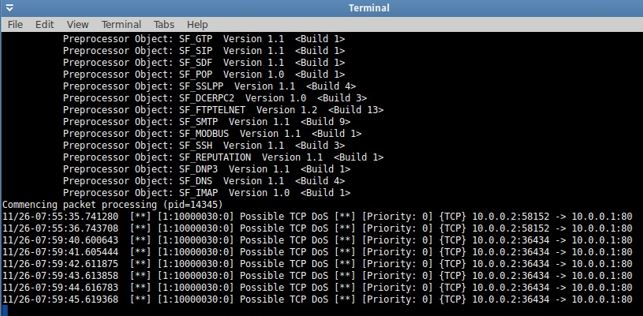 Terminal
File Edit View Terminal Tabs Help
Preprocessor Object: SF_GTP Version 1.1 <Build 1>
Preprocessor Object: SF_SIP Version 1.1 <Build 1>
Preprocessor Object: SF_SDF Version 1.1 <Build 1>
Preprocessor Object: SF_POP Version 1.0 <Build 1>
Preprocessor Object: SF_SSLPP Version 1.1 <Build 4>
Preprocessor Object: SF_DCERPC2 Version 1.0 <Build 3>
Preprocessor Object: SF_FTPTELNET Version 1.2 <Build 13>
Preprocessor Object: SF_SMTP Version 1.1 <Build 9>
Preprocessor Object: SF_MODBUS Version 1.1 <Build 1>
Preprocessor Object: SF_SSH Version 1.1 <Build 3>
Preprocessor Object: SF_REPUTATION Version 1.1 <Build 1>
Preprocessor Object: SF_DNP3 Version 1.1 <Build 1>
Preprocessor Object: SF_DNS Version 1.1 <Build 4>
Preprocessor Object: SF_IMAP Version 1.0 <Build 1>
Commencing packet processing (pid=14345)
11/26-07:55:35.741280 [**] [1:10000030:0] Possible TCP DoS [**] [Priority: 0] {TCP} 10.0.0.2:58152 -> 10.0.0.1:80
11/26-07:55:36.743708 [**] [1:10000030:0] Possible TCP DoS [**] [Priority: 0] {TCP} 10.0.0.2:58152 -> 10.0.0.1:80
11/26-07:59:40.600643 [**] [1:10000030:0] Possible TCP DoS [**] [Priority: 0] {TCP} 10.0.0.2:36434 -> 10.0.0.1:80
11/26-07:59:41.605444 [**] [1:10000030:0] Possible TCP DoS [**] [Priority: 0] {TCP} 10.0.0.2:36434 -> 10.0.0.1:80
11/26-07:59:42.611875 [**] [1:10000030:0] Possible TCP DoS [**] [Priority: 0] {TCP} 10.0.0.2:36434 -> 10.0.0.1:80
11/26-07:59:43.613858 [**] [1:10000030:0] Possible TCP DoS [**] [Priority: 0] {TCP} 10.0.0.2:36434 -> 10.0.0.1:80
11/26-07:59:44.616783 [**] [1:10000030:0] Possible TCP DoS [**] [Priority: 0] {TCP} 10.0.0.2:36434 -> 10.0.0.1:80
11/26-07:59:45.619368 [**] [1:10000030:0] Possible TCP DoS [**] [Priority: 0] {TCP} 10.0.0.2:36434 -> 10.0.0.1:80